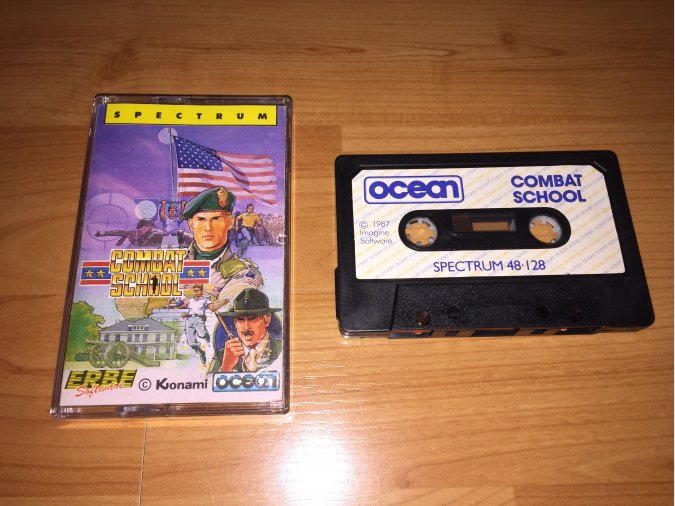 SPECTRUM
COMBAT
SCHOOL
ERBE
Software
© Konami
ocean
ocean
COMBAT
SCHOOL
© 1987
Imagine
Software
SPECTRUM 48·128